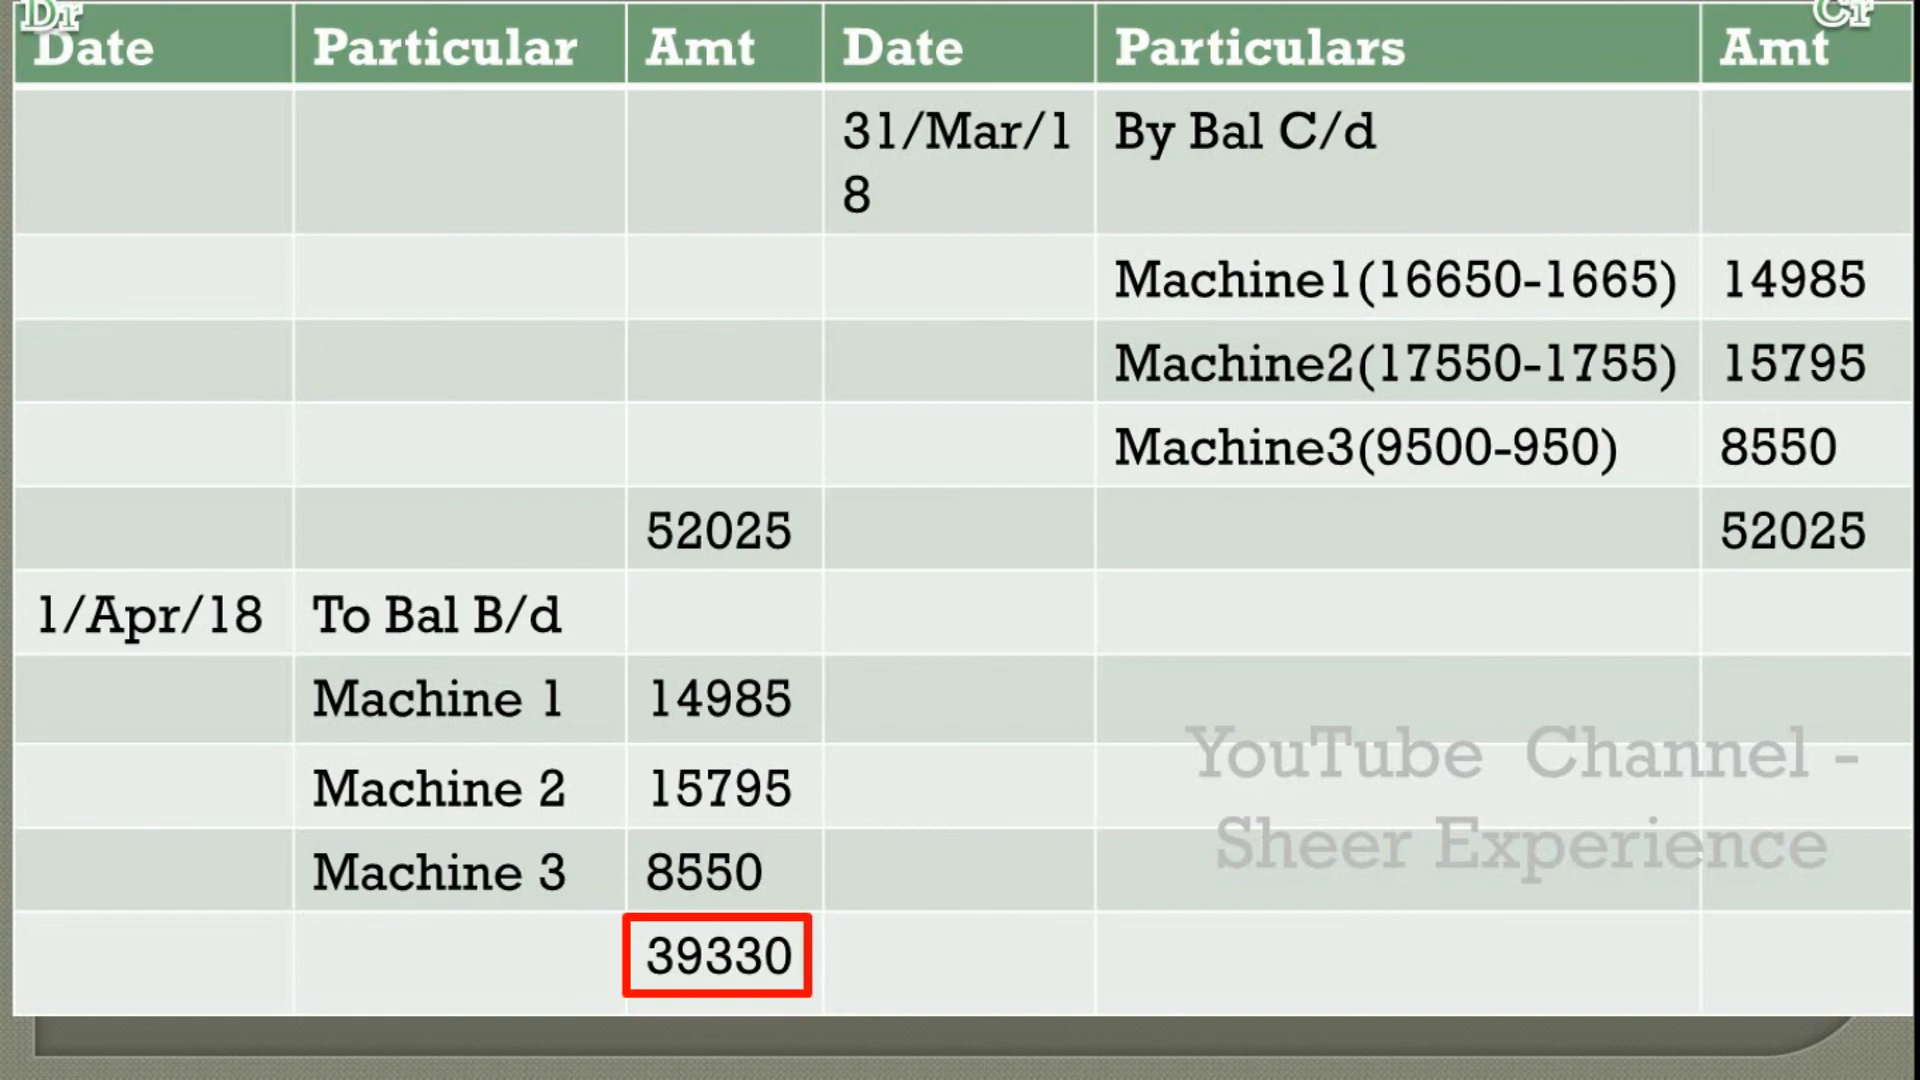 Dr
Cr
Date Particular Amt Date Particulars Amt
31/Mar/1 By Bal C/d
8
Machine1(16650-1665) 14985
Machine2(17550-1755) 15795
Machine3(9500-950) 8550
52025 52025
1/Apr/18 To Bal B/d
Machine 1 14985
Machine 2 15795
Machine 3 8550
39330
YouTube Channel -
Sheer Experience